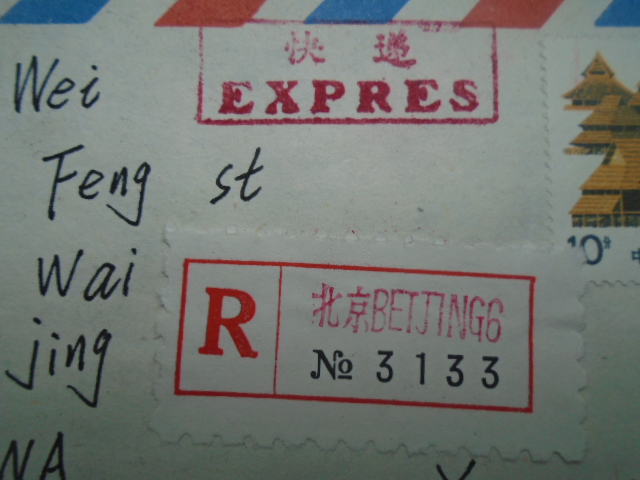 快递
EXPRES
Wei
Feng st
Wai
jing
R 北京BEIJING6
№ 3133
10
NA